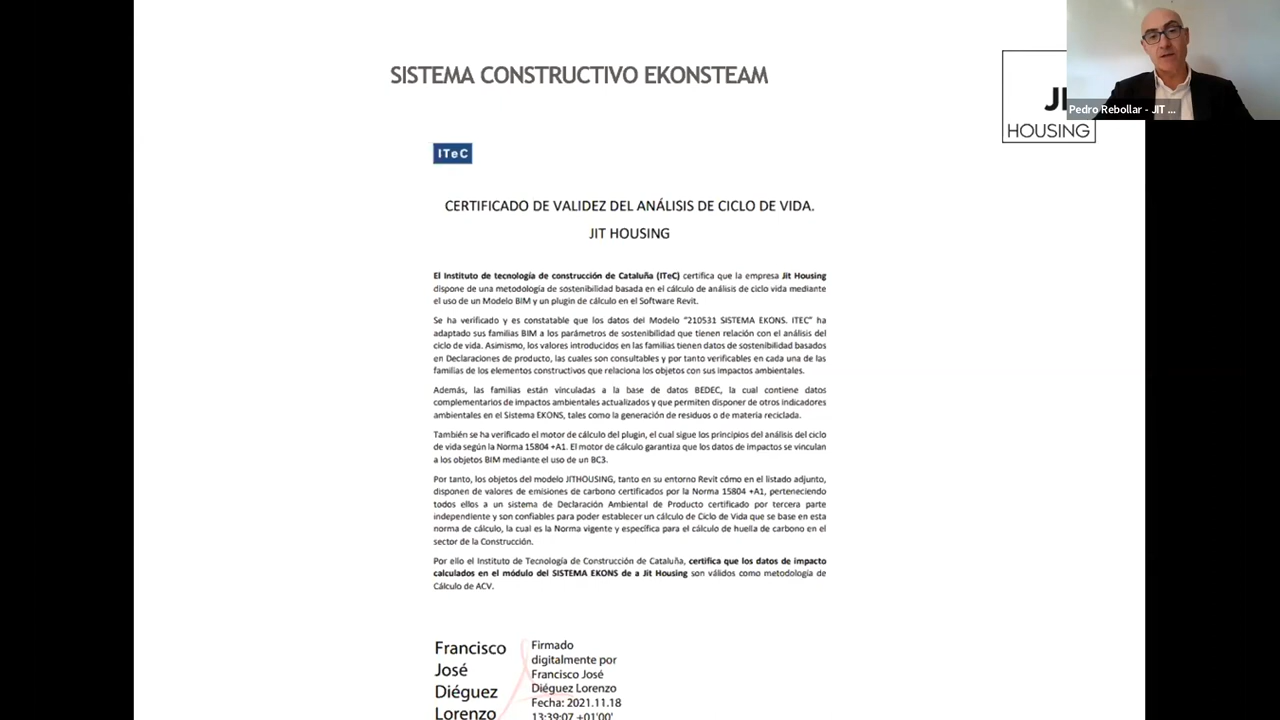 SISTEMA CONSTRUCTIVO EKONSTEAM
JI
HOUSING
Pedro Rebollar - JIT ...
ITeC
CERTIFICADO DE VALIDEZ DEL ANÁLISIS DE CICLO DE VIDA.
JIT HOUSING
El Instituto de tecnología de construcción de Cataluña (ITeC) certifica que la empresa Jit Housing
dispone de una metodología de sostenibilidad basada en el cálculo de análisis de ciclo vida mediante
el uso de un Modelo BIM y un plugin de cálculo en el Software Revit.
Se ha verificado y es constatable que los datos del Modelo "210531 SISTEMA EKONS. ITEC" ha
adaptado sus familias BIM a los parámetros de sostenibilidad que tienen relación con el análisis del
ciclo de vida. Asimismo, los valores introducidos en las familias tienen datos de sostenibilidad basados
en Declaraciones de producto, las cuales son consultables y por tanto verificables en cada una de las
familias de los elementos constructivos que relaciona los objetos con sus impactos ambientales.
Además, las familias están vinculadas a la base de datos BEDEC, la cual contiene datos
complementarios de impactos ambientales actualizados y que permiten disponer de otros indicadores
ambientales en el Sistema EKONS, tales como la generación de residuos o de materia reciclada.
También se ha verificado el motor de cálculo del plugin, el cual sigue los principios del análisis del ciclo
de vida según la Norma 15804 +A1. El motor de cálculo garantiza que los datos de impactos se vinculan
a los objetos BIM mediante el uso de un BC3.
Por tanto, los objetos del modelo JITHOUSING, tanto en su entorno Revit cómo en el listado adjunto,
disponen de valores de emisiones de carbono certificados por la Norma 15804 +A1, perteneciendo
todos ellos a un sistema de Declaración Ambiental de Producto certificado por tercera parte
independiente y son confiables para poder establecer un cálculo de Ciclo de Vida que se base en esta
norma de cálculo, la cual es la Norma vigente y específica para el cálculo de huella de carbono en el
sector de la Construcción.
Por ello el Instituto de Tecnología de Construcción de Cataluña, certifica que los datos de impacto
calculados en el módulo del SISTEMA EKONS de a Jit Housing son válidos como metodología de
Cálculo de ACV.
Francisco
José
Diéguez
Lorenzo
Firmado
digitalmente por
Francisco José
Diéguez Lorenzo
Fecha: 2021.11.18
13:39:07 +01'00'